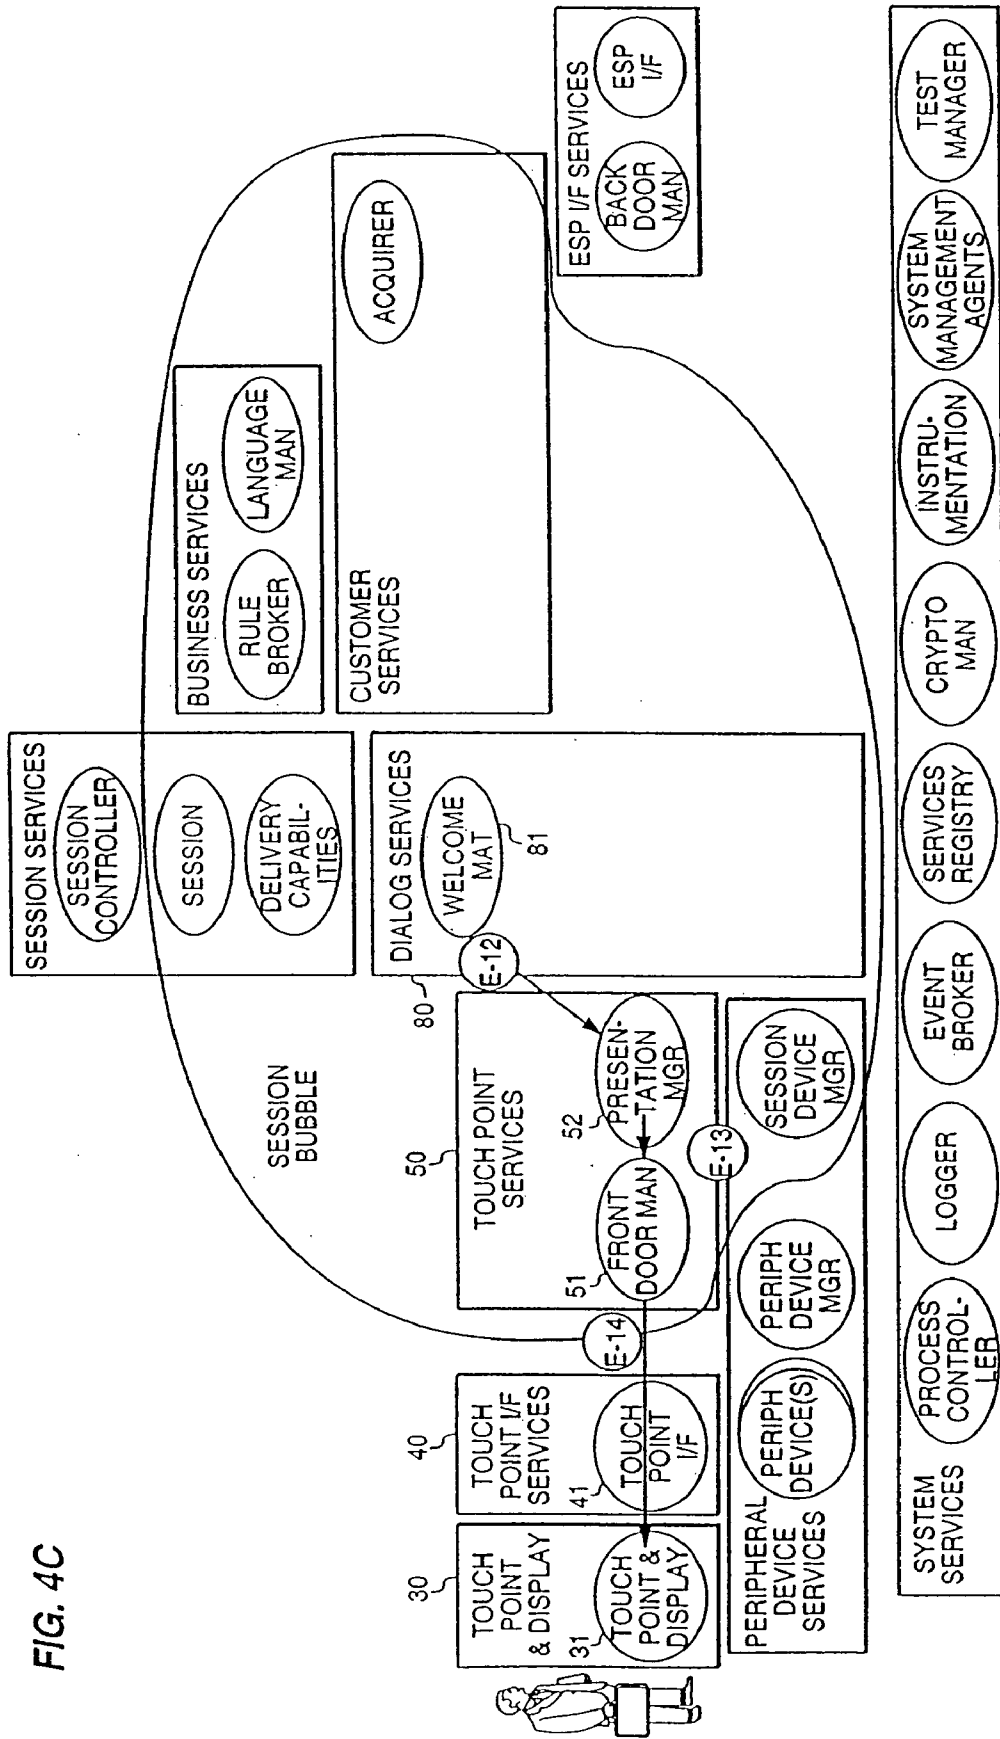 FIG. 4C
SESSION SERVICES
SESSION
CONTROLLER
SESSION
DELIVERY
CAPABIL-
ITIES
BUSINESS SERVICES
RULE
BROKER
LANGUAGE
MAN
CUSTOMER
SERVICES
ACQUIRER
ESP I/F SERVICES
BACK
DOOR
MAN
ESP
I/F
SESSION
BUBBLE
80
DIALOG SERVICES
WELCOME
MAT
81
E-12
30
TOUCH
POINT
& DISPLAY
31
TOUCH
POINT &
DISPLAY
40
TOUCH
POINT I/F
SERVICES
41
TOUCH
POINT
I/F
E-14
50
TOUCH POINT
SERVICES
51
FRONT
DOOR MAN
52
PRESEN-
TATION
MGR
E-13
PERIPHERAL
DEVICE
SERVICES
PERIPH
DEVICE(S)
PERIPH
DEVICE
MGR
SESSION
DEVICE
MGR
SYSTEM
SERVICES
PROCESS
CONTROL-
LER
LOGGER
EVENT
BROKER
SERVICES
REGISTRY
CRYPTO
MAN
INSTRU-
MENTATION
SYSTEM
MANAGEMENT
AGENTS
TEST
MANAGER